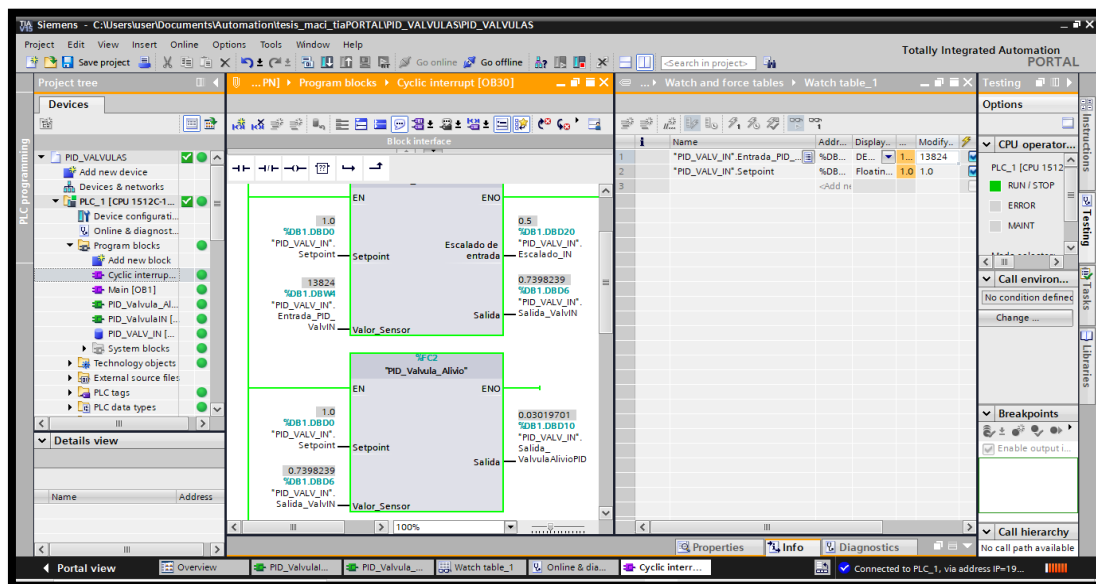 Siemens - C:\Users\user\Documents\Automation\tesis_maci_tiaPORTAL\PID_VALVULAS\PID_VALVULAS
Project Edit View Insert Online Options Tools Window Help
Totally Integrated Automation
PORTAL
Save project
Go online
Go offline
<Search in project>
Project tree
...PN] Program blocks Cyclic interrupt [OB30]
... Watch and force tables Watch_table_1
Testing
Devices
Options
Block interface
PLC programming
PID_VALVULAS
Add new device
Devices & networks
PLC_1 [CPU 1512C-1...
Device configurati...
Online & diagnost...
Program blocks
Add new block
Cyclic interrup...
Main [OB1]
PID_Valvula_Al...
PID_ValvulaIN [...
PID_VALV_IN [...
System blocks
Technology objects
External source files
PLC tags
PLC data types
Details view
Name Address
EN ENO
1.0
%DB1.DBD0
"PID_VALV_IN".
Setpoint
Setpoint
0.5
%DB1.DBD20
"PID_VALV_IN".
Escalado_IN
Escalado de
entrada
13824
%DB1.DBW4
"PID_VALV_IN".
Entrada_PID_
ValvIN
Valor_Sensor
0.7398239
%DB1.DBD6
"PID_VALV_IN".
Salida_ValvIN
Salida
%FC2
"PID_Valvula_Alivio"
EN ENO
1.0
%DB1.DBD0
"PID_VALV_IN".
Setpoint
Setpoint
0.03019701
%DB1.DBD10
"PID_VALV_IN".
Salida_
ValvulaAlivioPID
Salida
0.7398239
%DB1.DBD6
"PID_VALV_IN".
Salida_ValvIN
Valor_Sensor
100%
i Name Addr... Display... ... Modify...
1 "PID_VALV_IN".Entrada_PID_... %DB... DE... 1... 13824
2 "PID_VALV_IN".Setpoint %DB... Floatin... 1.0 1.0
3 <Add ne
CPU operator...
PLC_1 [CPU 1512
RUN / STOP
ERROR
MAINT
Call environ...
No condition defined
Change ...
Breakpoints
Enable output i...
Call hierarchy
No call path available
Instructions
Testing
Tasks
Libraries
Properties
Info
Diagnostics
Portal view
Overview
PID_Valvulal...
PID_Valvula_...
Watch table_1
Online & dia...
Cyclic interr...
Connected to PLC_1, via address IP=19...